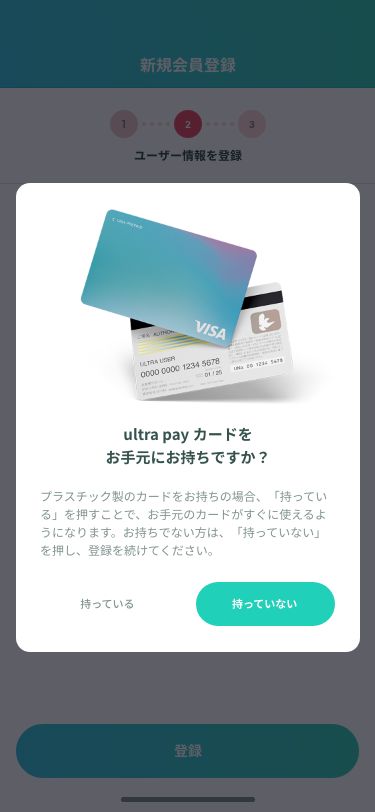 新規会員登録
1
2
3
ユーザー情報を登録
VISA
ULTRA USER
0000 0000 1234 5678
01 / 25
ultra pay カードを
お手元にお持ちですか？
プラスチック製のカードをお持ちの場合、「持ってい
る」を押すことで、お手元のカードがすぐに使えるよ
うになります。お持ちでない方は、「持っていない」
を押し、登録を続けてください。
持っている
持っていない
登録